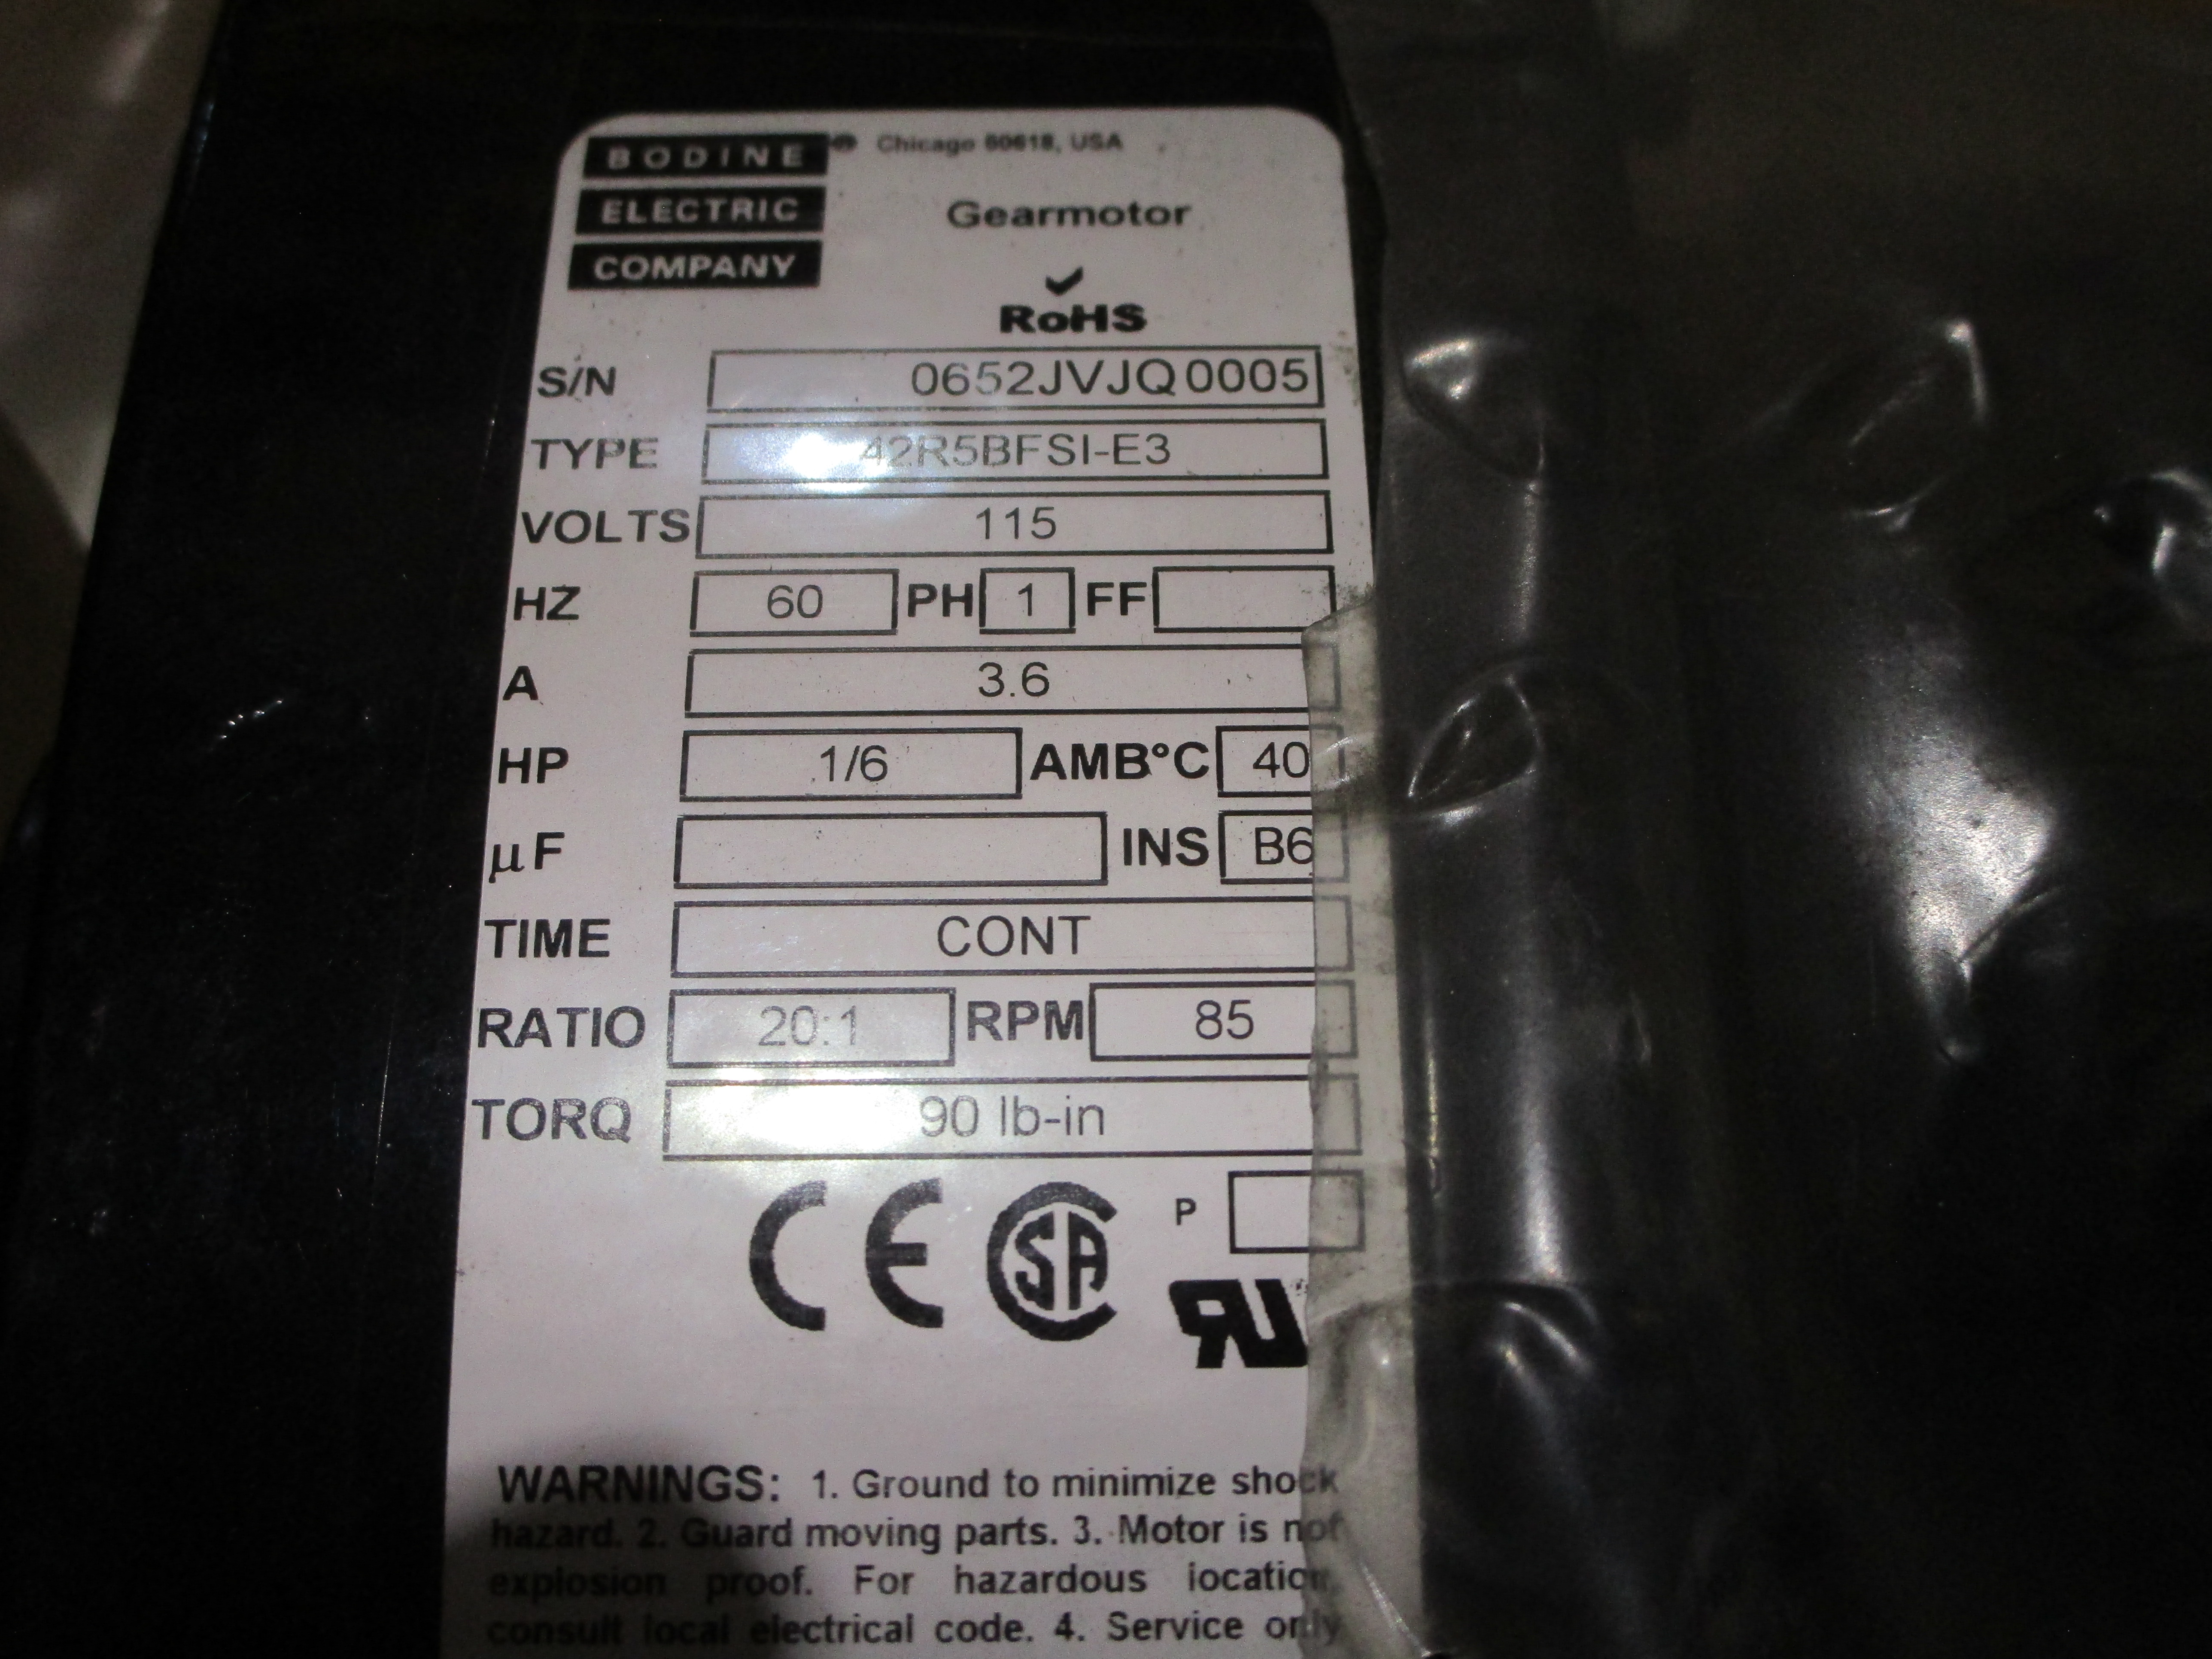 BODINE ® Chicago 60618, USA
ELECTRIC
COMPANY
Gearmotor
RoHS
S/N 0652JVJQ0005
TYPE 42R5BFSI-E3
VOLTS 115
HZ 60 PH 1 FF
A 3.6
HP 1/6 AMB°C 40
µF INS B6
TIME CONT
RATIO 20:1 RPM 85
TORQ 90 lb-in
CE SA P
RU
WARNINGS: 1. Ground to minimize shock
hazard. 2. Guard moving parts. 3. Motor is not
explosion proof. For hazardous location,
consult local electrical code. 4. Service only